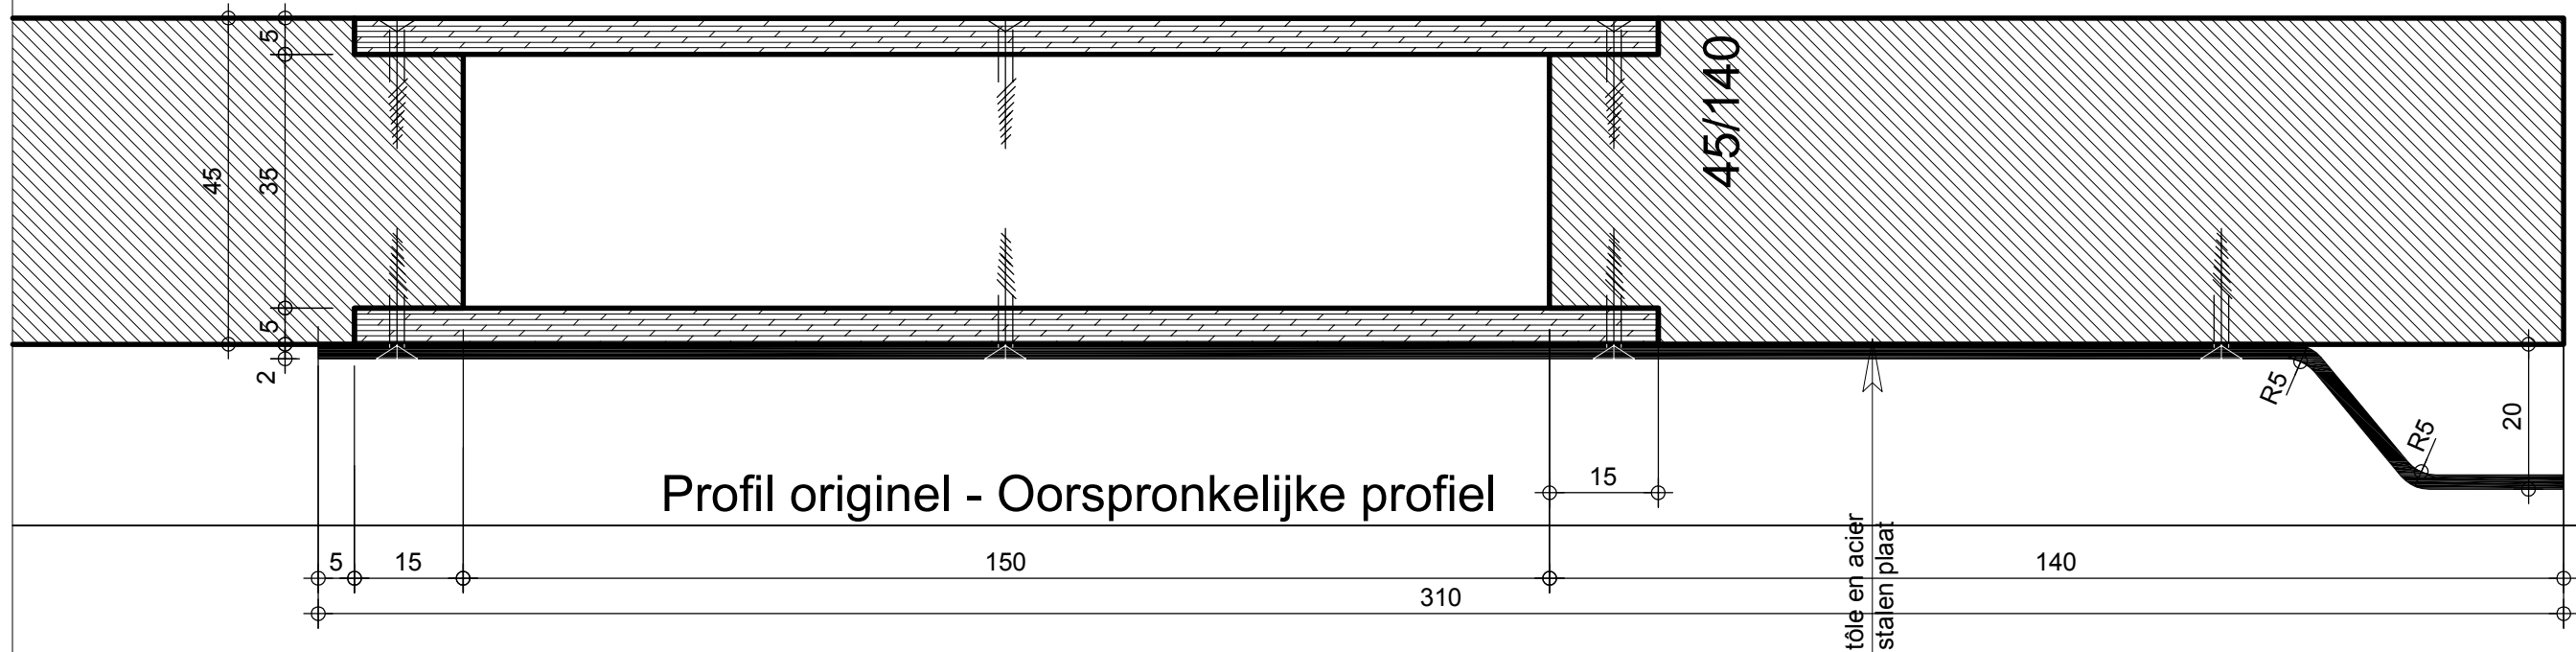 5
45/140
45
35
5
2
R5
R5
20
Profil originel - Oorspronkelijke profiel
15
tôle en acier
stalen plaat
5
15
150
140
310